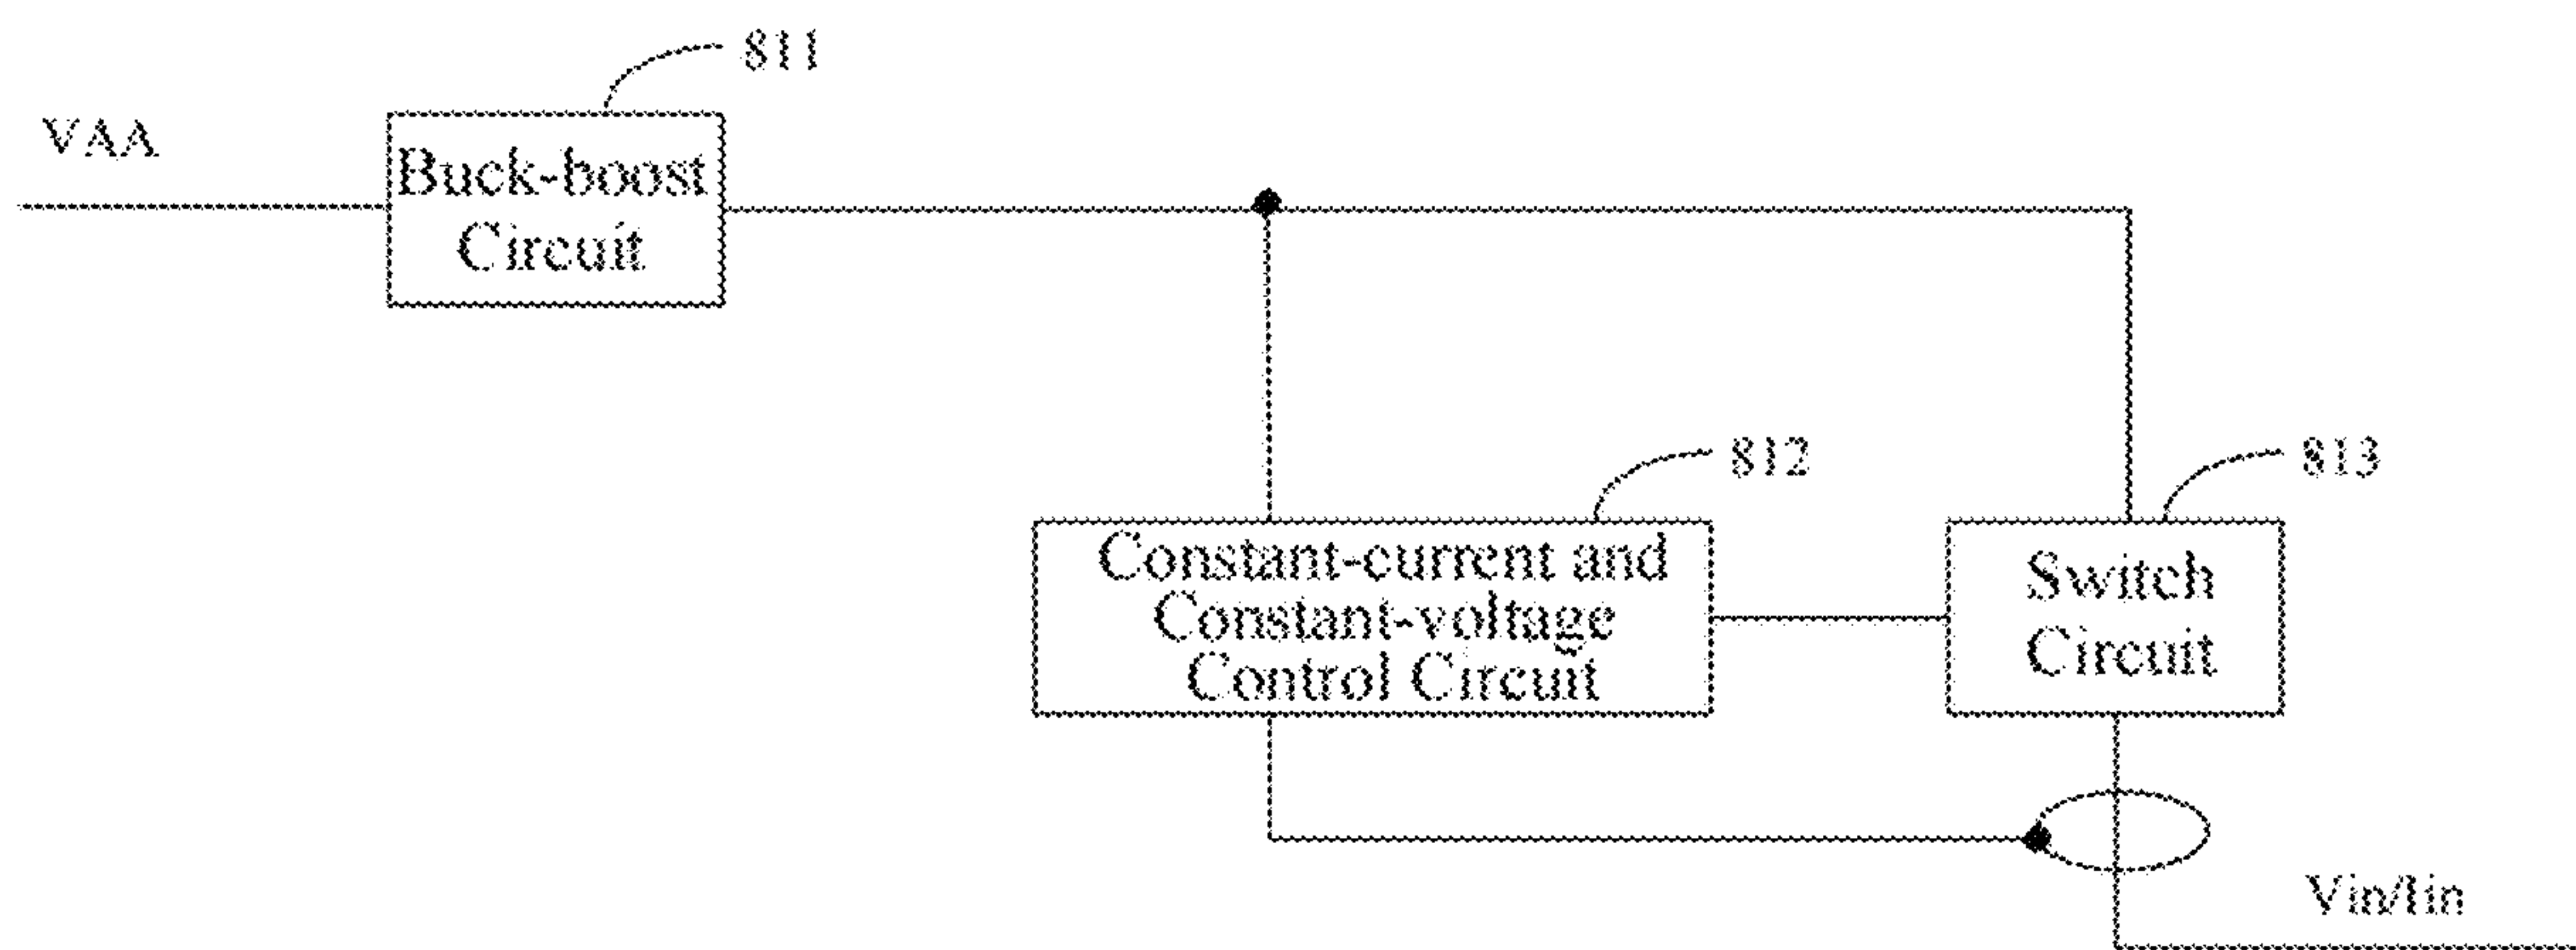 811
VAA
Buck-boost
Circuit
812
813
Constant-current and
Constant-voltage
Control Circuit
Switch
Circuit
Vin/Iin